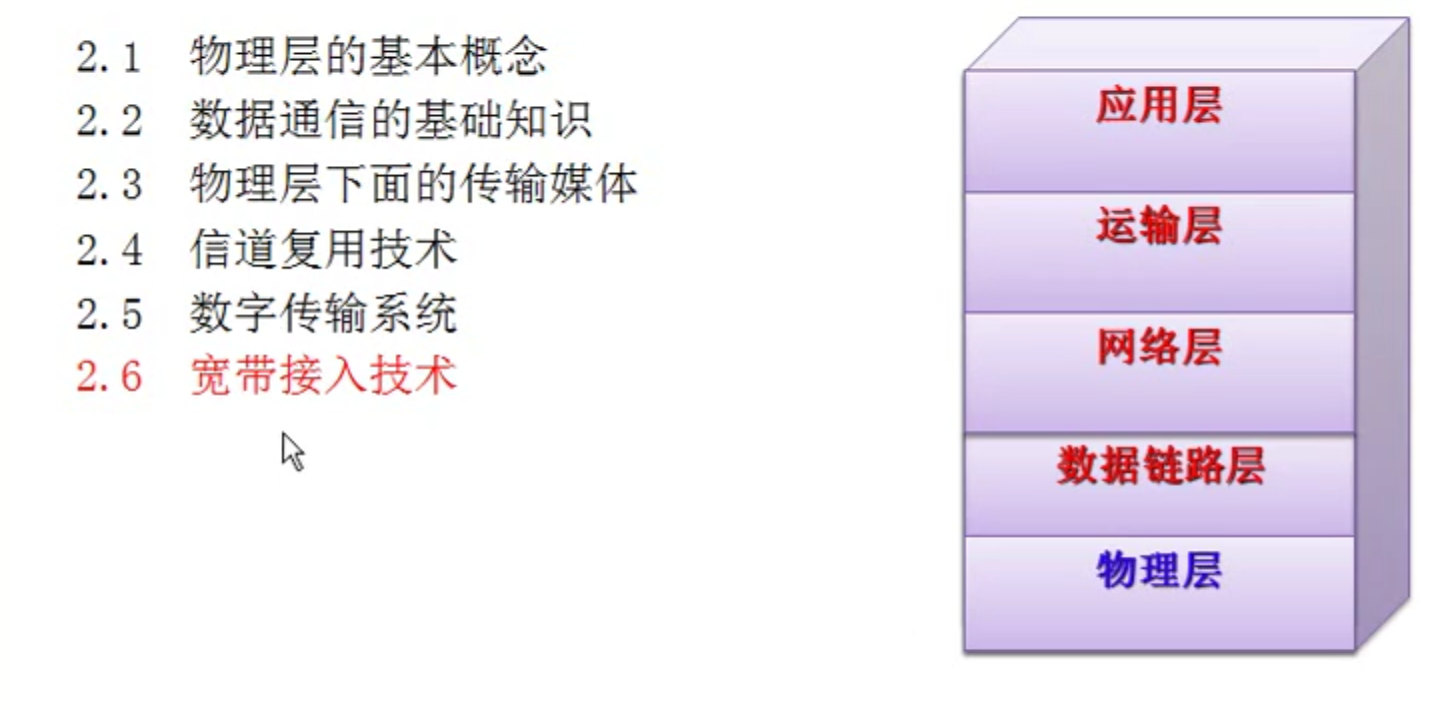 2.1 物理层的基本概念
2.2 数据通信的基础知识
2.3 物理层下面的传输媒体
2.4 信道复用技术
2.5 数字传输系统
2.6 宽带接入技术
应用层
运输层
网络层
数据链路层
物理层